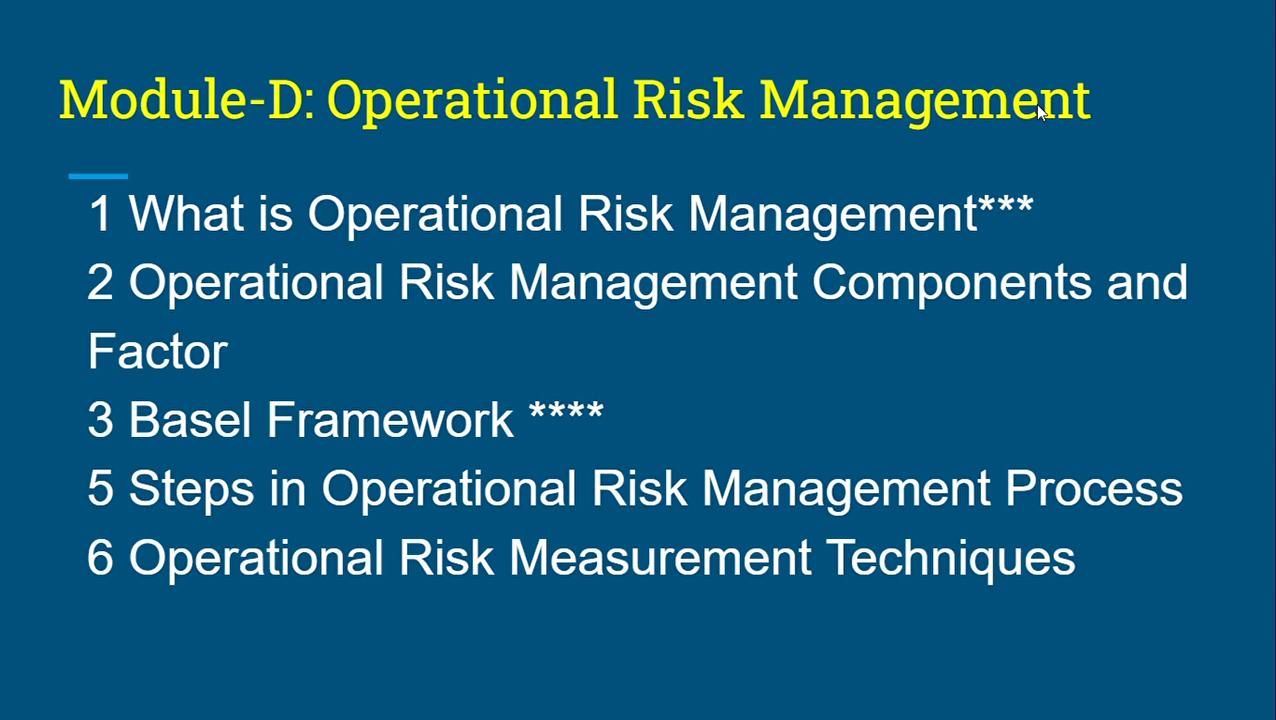 Module-D: Operational Risk Management
1 What is Operational Risk Management***
2 Operational Risk Management Components and
Factor
3 Basel Framework ****
5 Steps in Operational Risk Management Process
6 Operational Risk Measurement Techniques